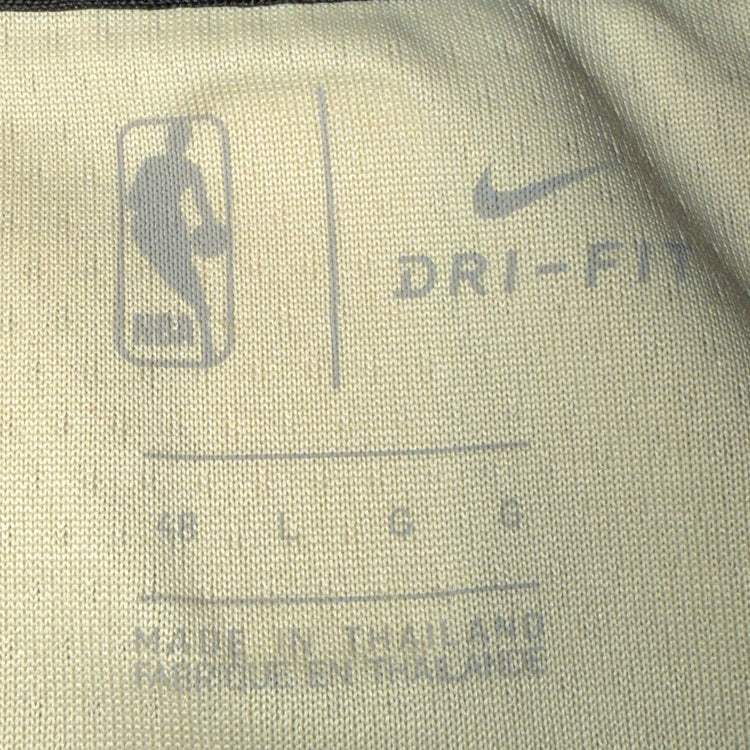 NBA
DRI-FIT
48 L G G
MADE IN THAILAND
FABRIQUE EN THAILANDE